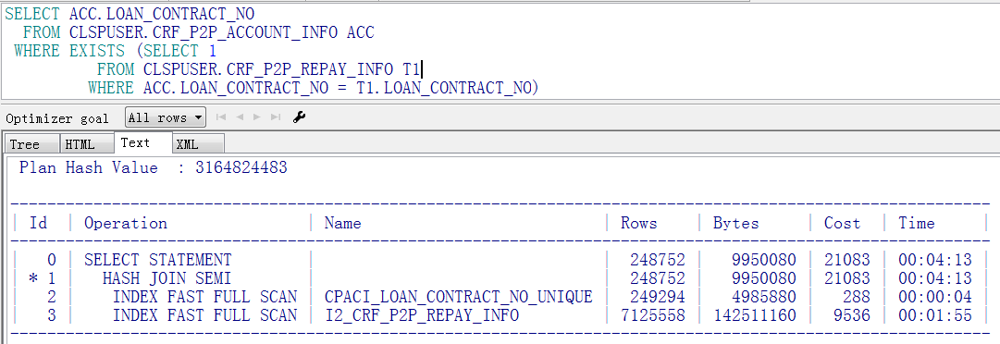 SELECT ACC.LOAN_CONTRACT_NO
FROM CLSPUSER.CRF_P2P_ACCOUNT_INFO ACC
WHERE EXISTS (SELECT 1
FROM CLSPUSER.CRF_P2P_REPAY_INFO T1
WHERE ACC.LOAN_CONTRACT_NO = T1.LOAN_CONTRACT_NO)
Optimizer goal All rows
Tree HTML Text XML
Plan Hash Value : 3164824483
| Id | Operation | Name | Rows | Bytes | Cost | Time |
| 0 | SELECT STATEMENT | | 248752 | 9950080 | 21083 | 00:04:13 |
| * 1 | HASH JOIN SEMI | | 248752 | 9950080 | 21083 | 00:04:13 |
| 2 | INDEX FAST FULL SCAN | CPACI_LOAN_CONTRACT_NO_UNIQUE | 249294 | 4985880 | 288 | 00:00:04 |
| 3 | INDEX FAST FULL SCAN | I2_CRF_P2P_REPAY_INFO | 7125558 | 142511160 | 9536 | 00:01:55 |